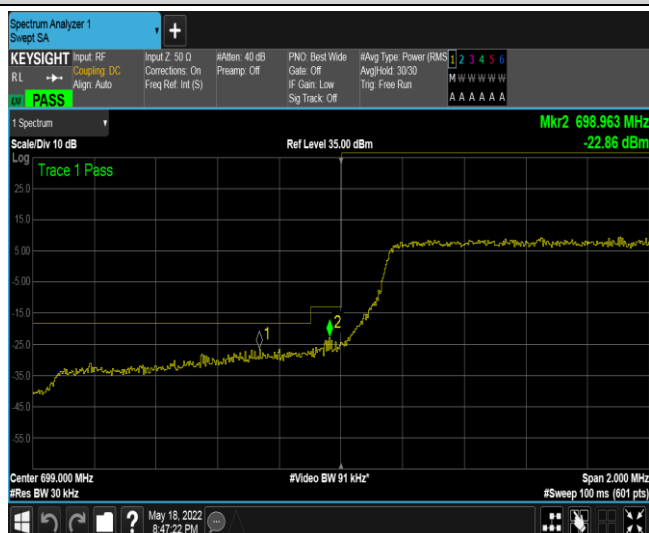 Spectrum Analyzer 1
Swept SA
+
KEYSIGHT
RL
PASS
Input: RF
Coupling: DC
Align: Auto
Input Z: 50 Ω
Corrections: On
Freq Ref: Int (S)
#Atten: 40 dB
Preamp: Off
PNO: Best Wide
Gate: Off
IF Gain: Low
Sig Track: Off
#Avg Type: Power (RMS
Avg|Hold: 30/30
Trig: Free Run
1 2 3 4 5 6
M W W W W W
A A A A A A
1 Spectrum
Scale/Div 10 dB
Ref Level 35.00 dBm
Mkr2 698.963 MHz
-22.86 dBm
Log
Trace 1 Pass
25.0
15.0
5.00
-5.00
-15.0
-25.0
-35.0
-45.0
-55.0
1
2
Center 699.000 MHz
#Res BW 30 kHz
#Video BW 91 kHz*
Span 2.000 MHz
#Sweep 100 ms (601 pts)
?
May 18, 2022
8:47:22 PM